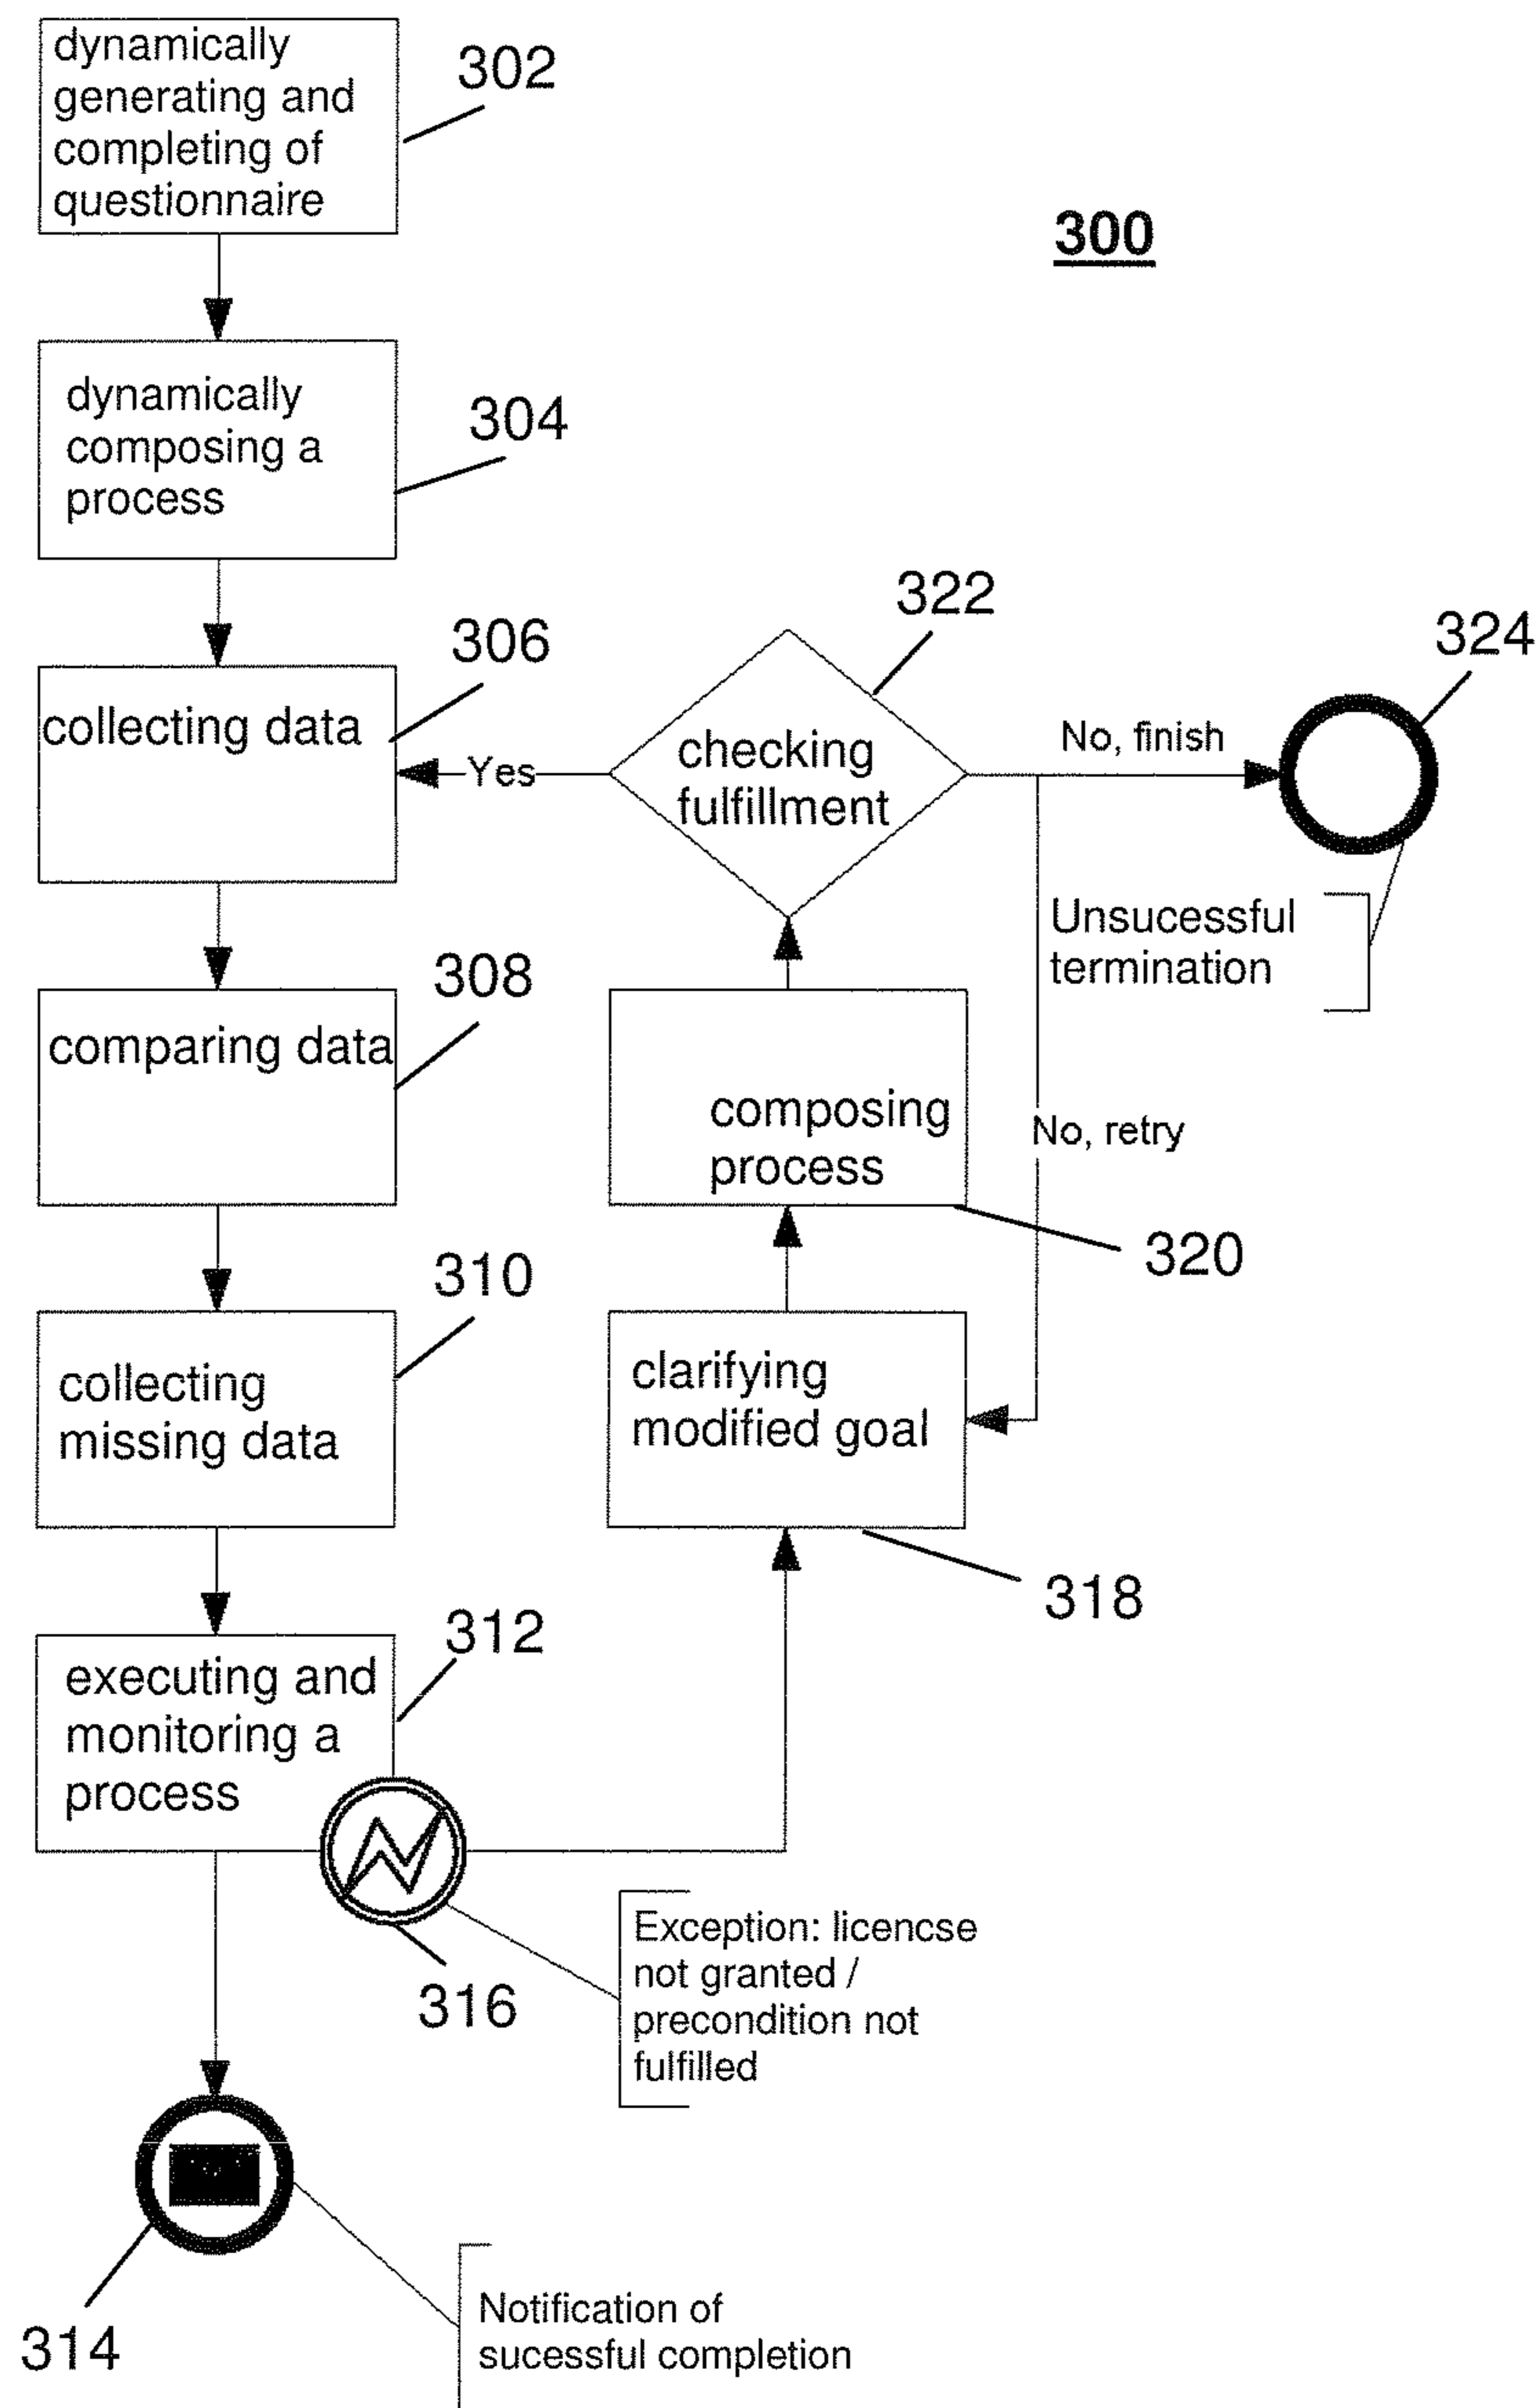 dynamically
generating and
completing of
questionnaire
302
300
dynamically
composing a
process
304
322
324
306
collecting data
Yes
checking
fulfillment
No, finish
Unsucessful
termination
308
comparing data
composing
process
No, retry
320
310
collecting
missing data
clarifying
modified goal
318
312
executing and
monitoring a
process
316
Exception: licencse
not granted /
precondition not
fulfilled
314
Notification of
sucessful completion